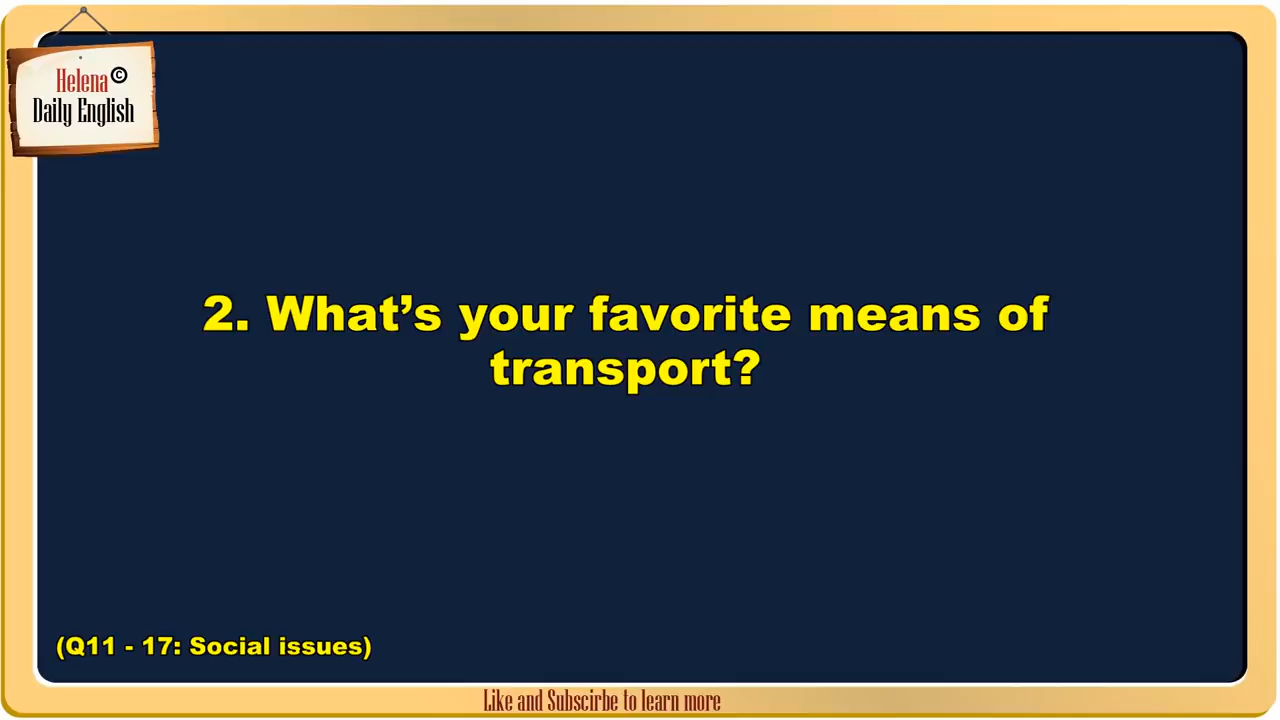 Helena ©
Daily English
2. What’s your favorite means of
transport?
(Q11 - 17: Social issues)
Like and Subscirbe to learn more